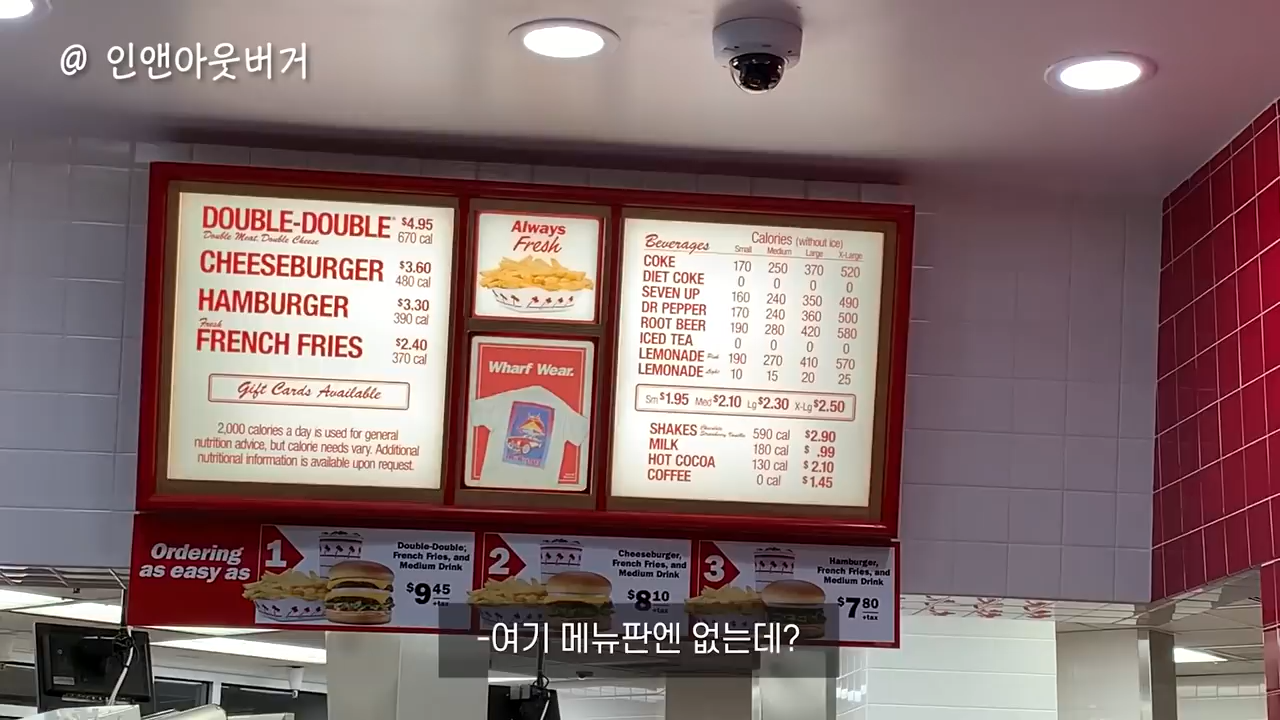 @ 인앤아웃버거
DOUBLE-DOUBLE® $4.95
Double Meat, Double Cheese 670 cal
CHEESEBURGER $3.60
480 cal
HAMBURGER $3.30
390 cal
Fresh
FRENCH FRIES $2.40
370 cal
Gift Cards Available
2,000 calories a day is used for general
nutrition advice, but calorie needs vary. Additional
nutritional information is available upon request.
Always
Fresh
Wharf Wear.
Beverages Calories (without ice)
Small Medium Large X-Large
COKE 170 250 370 520
DIET COKE 0 0 0 0
SEVEN UP 160 240 350 490
DR PEPPER 170 240 360 500
ROOT BEER 190 280 420 580
ICED TEA 0 0 0 0
LEMONADE Pink 190 270 410 570
LEMONADE Light 10 15 20 25
Sm $1.95 Med $2.10 Lg $2.30 X-Lg $2.50
SHAKES Chocolate Strawberry Vanilla 590 cal $2.90
MILK 180 cal $ .99
HOT COCOA 130 cal $2.10
COFFEE 0 cal $1.45
Ordering
as easy as
1
Double-Double,
French Fries, and
Medium Drink
$9 45
+tax
2
Cheeseburger,
French Fries, and
Medium Drink
$8 10
+tax
3
Hamburger,
French Fries, and
Medium Drink
$7 80
+tax
-여기 메뉴판엔 없는데?